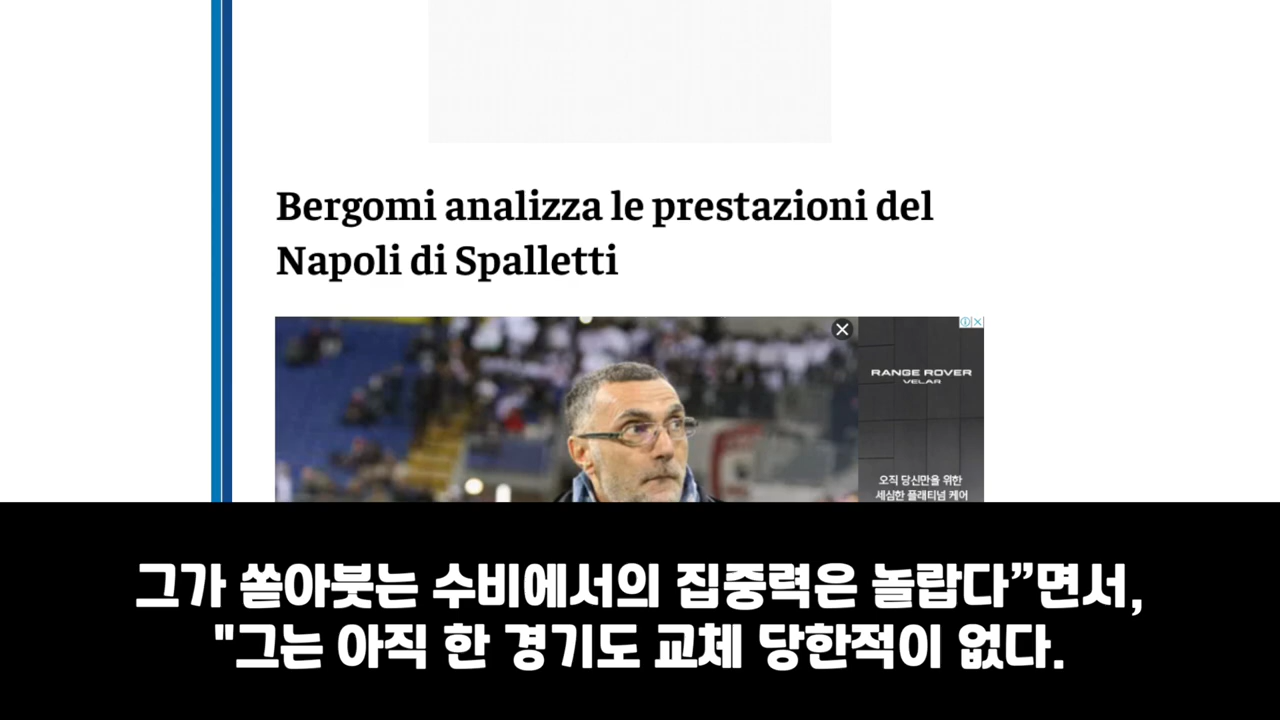 Bergomi analizza le prestazioni del
Napoli di Spalletti
RANGE ROVER
VELAR
오직 당신만을 위한
세심한 플래티넘 케어
그가 쏟아붓는 수비에서의 집중력은 놀랍다”면서,
"그는 아직 한 경기도 교체 당한적이 없다.